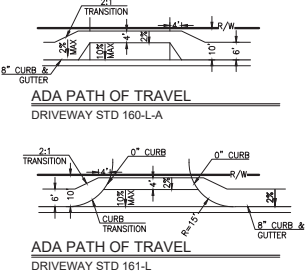 2:1
TRANSITION
4'
R/W
2%
MAX
10%
MAX
4'
2%
10'
6'
8" CURB &
GUTTER
ADA PATH OF TRAVEL
DRIVEWAY STD 160-L-A
2:1
TRANSITION
0" CURB
0" CURB
4'
R/W
6'
10'
10%
MAX
4'
2%
2%
CURB
TRANSITION
R=15'
8" CURB &
GUTTER
ADA PATH OF TRAVEL
DRIVEWAY STD 161-L